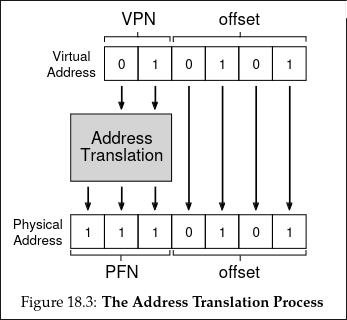 VPN offset
Virtual Address 0 1 0 1 0 1
Address
Translation
Physical Address 1 1 1 0 1 0 1
PFN offset
Figure 18.3: The Address Translation Process